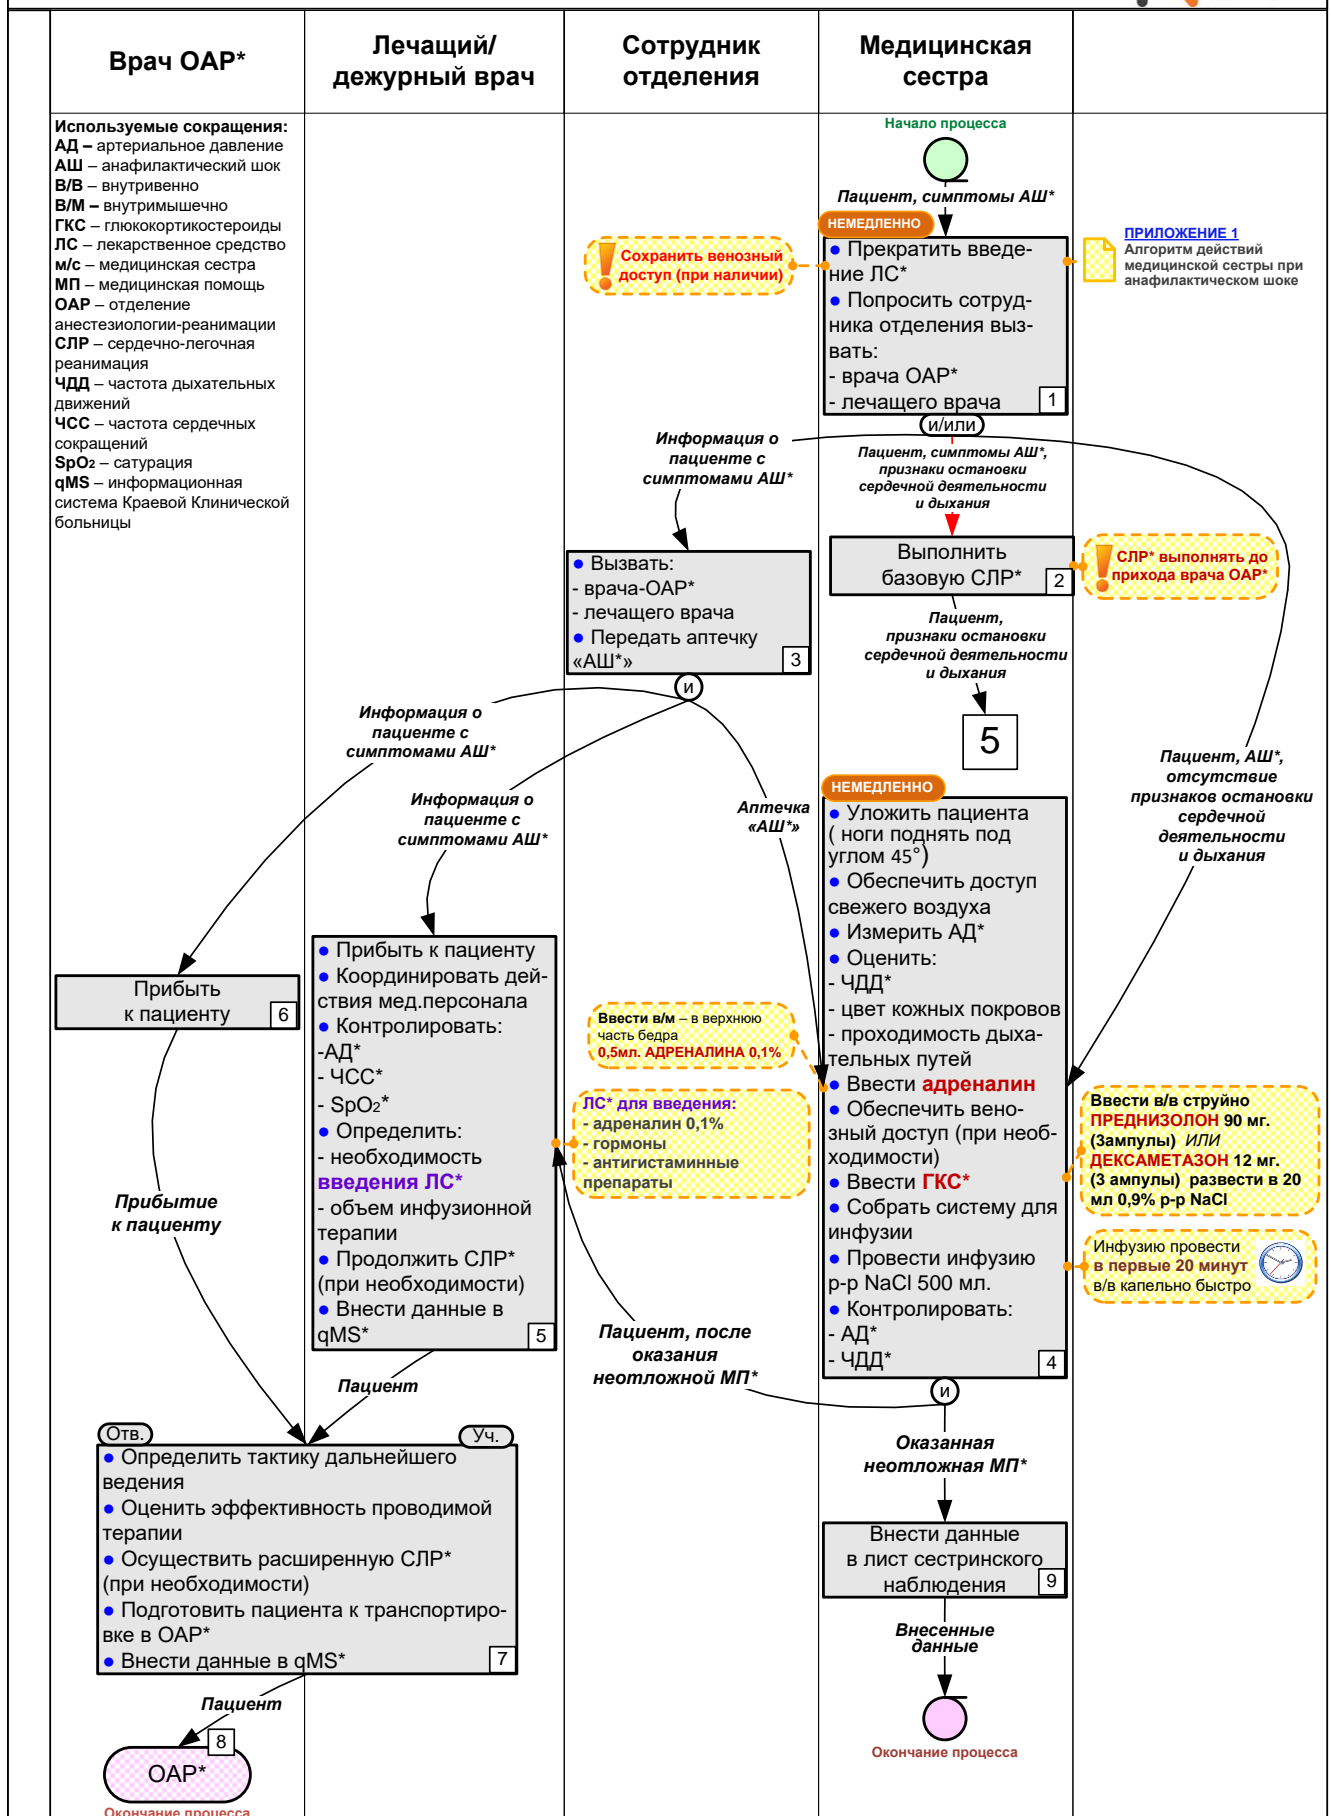 Врач ОАР*
Лечащий/
дежурный врач
Сотрудник
отделения
Медицинская
сестра
Используемые сокращения:
АД – артериальное давление
АШ – анафилактический шок
В/В – внутривенно
В/М – внутримышечно
ГКС – глюкокортикостероиды
ЛС – лекарственное средство
м/с – медицинская сестра
МП – медицинская помощь
ОАР – отделение
анестезиологии-реанимации
СЛР – сердечно-легочная
реанимация
ЧДД – частота дыхательных
движений
ЧСС – частота сердечных
сокращений
SpO2 – сатурация
qMS – информационная
система Краевой Клинической
больницы
Начало процесса
Пациент, симптомы АШ*
НЕМЕДЛЕННО
Сохранить венозный
доступ (при наличии)
● Прекратить введе-
ние ЛС*
● Попросить сотруд-
ника отделения выз-
вать:
- врача ОАР*
- лечащего врача
1
ПРИЛОЖЕНИЕ 1
Алгоритм действий
медицинской сестры при
анафилактическом шоке
и/или
Информация о
пациенте с
симптомами АШ*
Пациент, симптомы АШ*,
признаки остановки
сердечной деятельности
и дыхания
Выполнить
базовую СЛР*
2
СЛР* выполнять до
прихода врача ОАР*
● Вызвать:
- врача-ОАР*
- лечащего врача
● Передать аптечку
«АШ*»
3
и
Пациент,
признаки остановки
сердечной деятельности
и дыхания
5
Информация о
пациенте с
симптомами АШ*
Информация о
пациенте с
симптомами АШ*
Аптечка
«АШ*»
Пациент, АШ*,
отсутствие
признаков остановки
сердечной
деятельности
и дыхания
НЕМЕДЛЕННО
● Уложить пациента
( ноги поднять под
углом 45°)
● Обеспечить доступ
свежего воздуха
● Измерить АД*
● Оценить:
- ЧДД*
- цвет кожных покровов
- проходимость дыха-
тельных путей
● Ввести адреналин
● Обеспечить вено-
зный доступ (при необ-
ходимости)
● Ввести ГКС*
● Собрать систему для
инфузии
● Провести инфузию
р-р NaCl 500 мл.
● Контролировать:
- АД*
- ЧДД*
4
Прибыть
к пациенту
6
● Прибыть к пациенту
● Координировать дей-
ствия мед.персонала
● Контролировать:
-АД*
- ЧСС*
- SpO2*
● Определить:
- необходимость
введения ЛС*
- объем инфузионной
терапии
● Продолжить СЛР*
(при необходимости)
● Внести данные в
qMS*
5
Ввести в/м – в верхнюю
часть бедра
0,5мл. АДРЕНАЛИНА 0,1%
ЛС* для введения:
- адреналин 0,1%
- гормоны
- антигистаминные
препараты
Ввести в/в струйно
ПРЕДНИЗОЛОН 90 мг.
(3ампулы) ИЛИ
ДЕКСАМЕТАЗОН 12 мг.
(3 ампулы) развести в 20
мл 0,9% р-р NaCl
Инфузию провести
в первые 20 минут
в/в капельно быстро
Прибытие
к пациенту
Пациент, после
оказания
неотложной МП*
Пациент
и
Отв.
Уч.
● Определить тактику дальнейшего
ведения
● Оценить эффективность проводимой
терапии
● Осуществить расширенную СЛР*
(при необходимости)
● Подготовить пациента к транспортиро-
вке в ОАР*
● Внести данные в qMS*
7
Оказанная
неотложная МП*
Внести данные
в лист сестринского
наблюдения
9
Внесенные
данные
Окончание процесса
Пациент
8
ОАР*
Окончание процесса